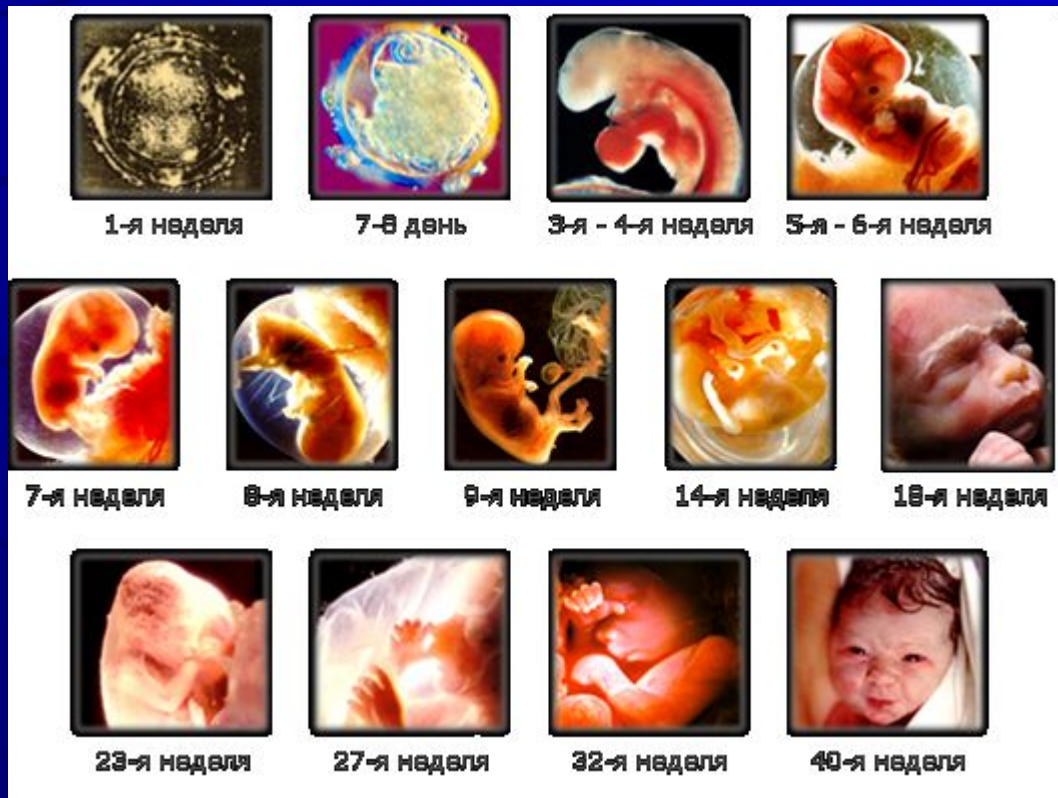 1-я неделя
7-8 день
3-я - 4-я неделя
5-я - 6-я неделя
7-я неделя
8-я неделя
9-я неделя
14-я неделя
18-я неделя
23-я неделя
27-я неделя
32-я неделя
40-я неделя